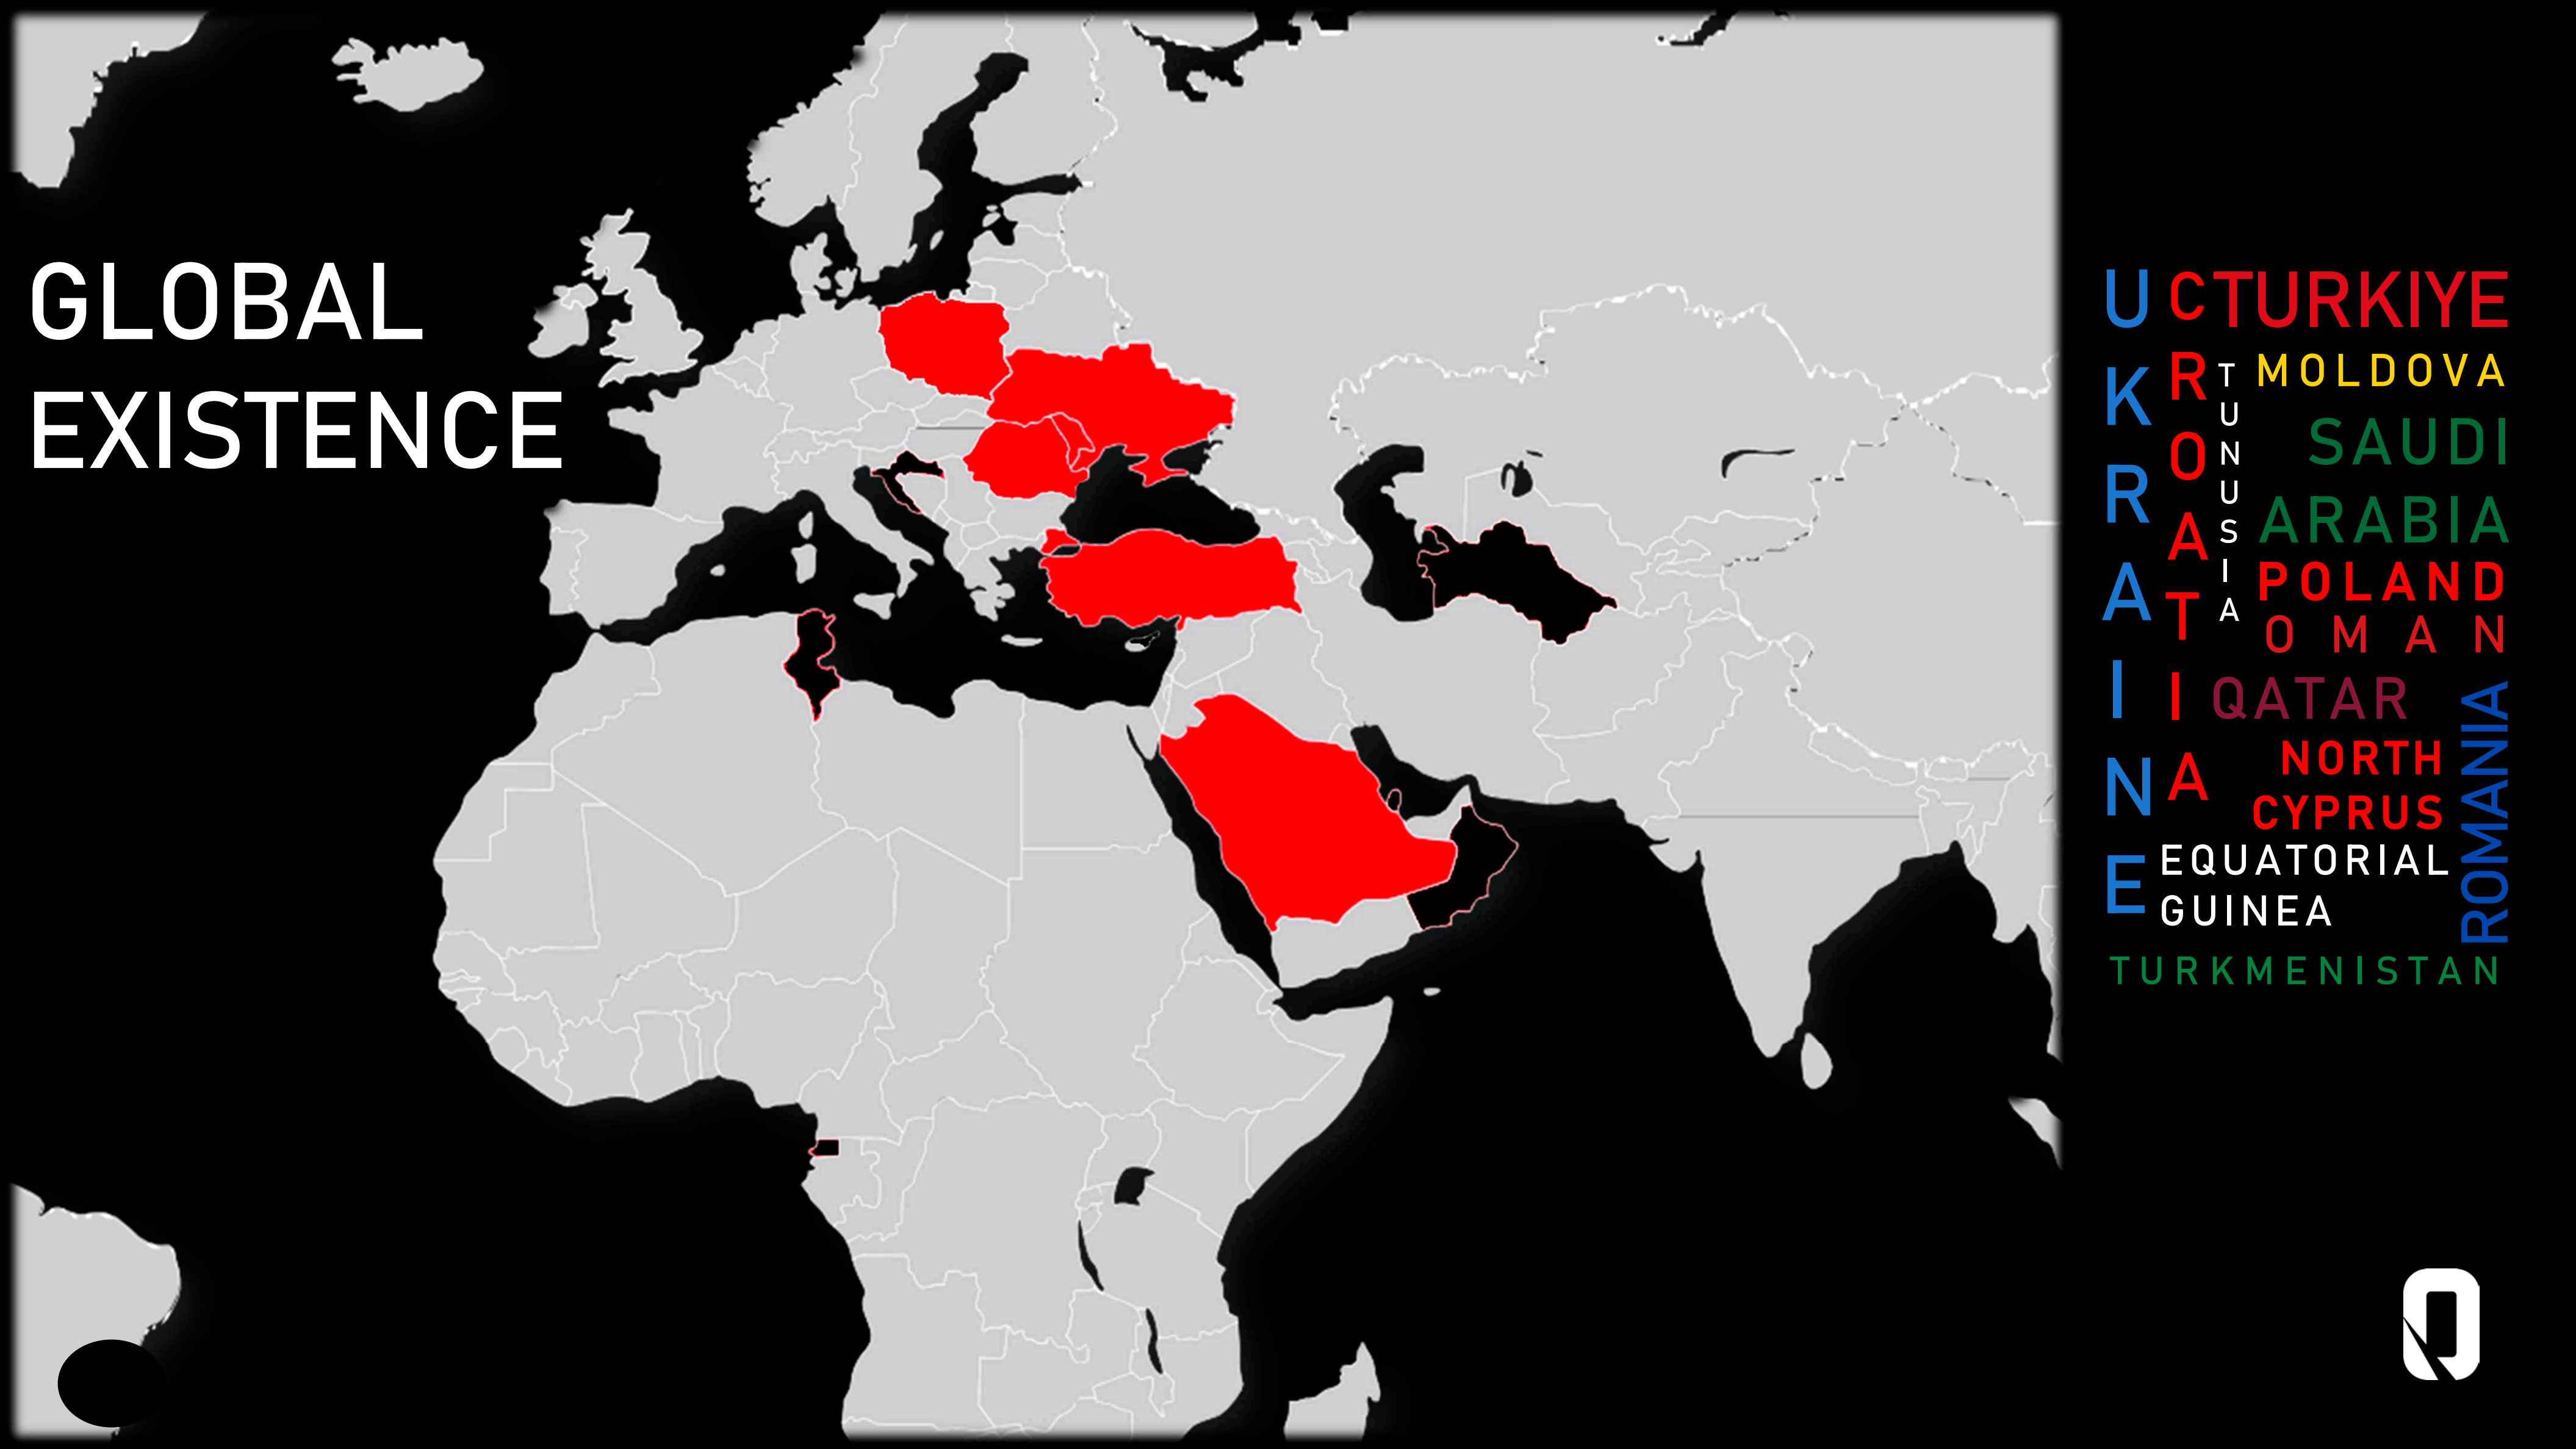 GLOBAL
EXISTENCE
UKRAINE
CROATIA
TURKIYE
TUNUSIA
MOLDOVA
SAUDI
ARABIA
POLAND
OMAN
QATAR
NORTH
CYPRUS
ROMANIA
EQUATORIAL
GUINEA
TURKMENISTAN